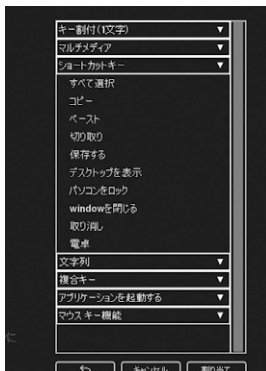 キー割付(1文字) ▼
マルチメディア ▼
ショートカットキー ▼
すべて選択
コピー
ペースト
切り取り
保存する
デスクトップを表示
パソコンをロック
windowを閉じる
取り消し
電卓
文字列 ▼
複合キー ▼
アプリケーションを起動する ▼
マウス キー機能 ▼
に
キャンセル
割り当て